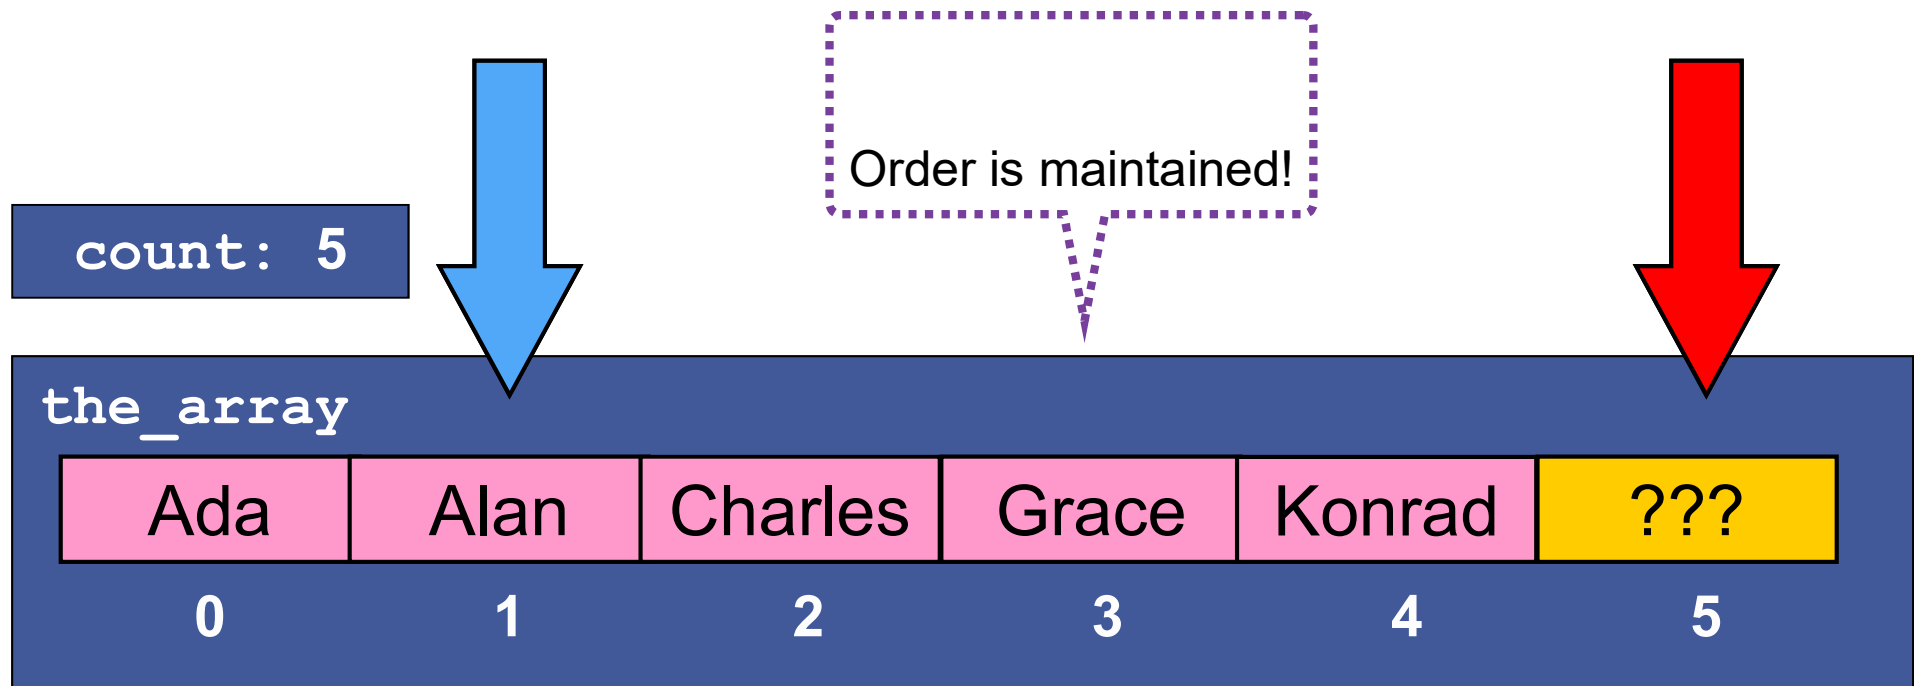 Order is maintained!
count: 5
the_array
Ada Alan Charles Grace Konrad ???
0 1 2 3 4 5